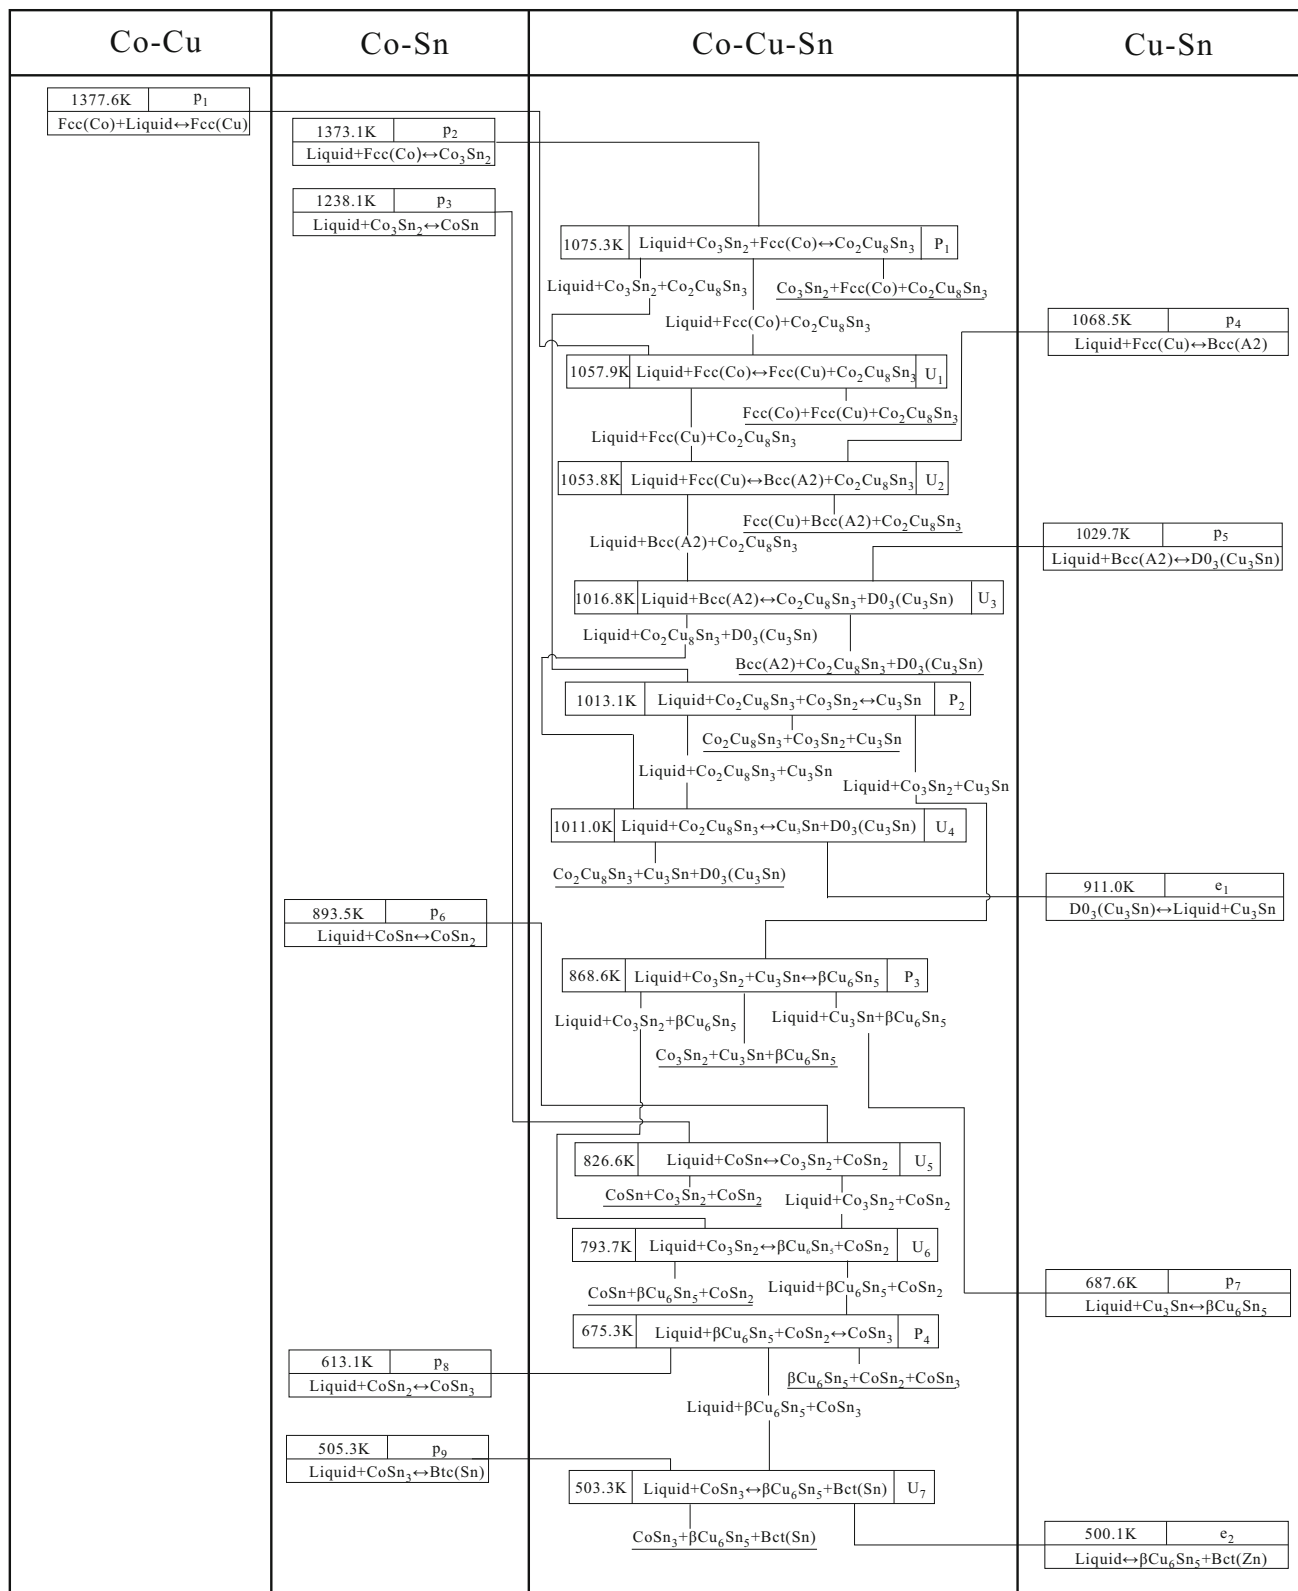 Co-Cu
Co-Sn
Co-Cu-Sn
Cu-Sn
1377.6K p₁
Fcc(Co)+Liquid↔Fcc(Cu)
1373.1K p₂
Liquid+Fcc(Co)↔Co₃Sn₂
1238.1K p₃
Liquid+Co₃Sn₂↔CoSn
1075.3K Liquid+Co₃Sn₂+Fcc(Co)↔Co₂Cu₈Sn₃ P₁
Liquid+Co₃Sn₂+Co₂Cu₈Sn₃
Co₃Sn₂+Fcc(Co)+Co₂Cu₈Sn₃
Liquid+Fcc(Co)+Co₂Cu₈Sn₃
1068.5K p₄
Liquid+Fcc(Cu)↔Bcc(A2)
1057.9K Liquid+Fcc(Co)↔Fcc(Cu)+Co₂Cu₈Sn₃ U₁
Fcc(Co)+Fcc(Cu)+Co₂Cu₈Sn₃
Liquid+Fcc(Cu)+Co₂Cu₈Sn₃
1053.8K Liquid+Fcc(Cu)↔Bcc(A2)+Co₂Cu₈Sn₃ U₂
Fcc(Cu)+Bcc(A2)+Co₂Cu₈Sn₃
Liquid+Bcc(A2)+Co₂Cu₈Sn₃
1029.7K p₅
Liquid+Bcc(A2)↔D0₃(Cu₃Sn)
1016.8K Liquid+Bcc(A2)↔Co₂Cu₈Sn₃+D0₃(Cu₃Sn) U₃
Liquid+Co₂Cu₈Sn₃+D0₃(Cu₃Sn)
Bcc(A2)+Co₂Cu₈Sn₃+D0₃(Cu₃Sn)
1013.1K Liquid+Co₂Cu₈Sn₃+Co₃Sn₂↔Cu₃Sn P₂
Co₂Cu₈Sn₃+Co₃Sn₂+Cu₃Sn
Liquid+Co₂Cu₈Sn₃+Cu₃Sn
Liquid+Co₃Sn₂+Cu₃Sn
1011.0K Liquid+Co₂Cu₈Sn₃↔Cu₃Sn+D0₃(Cu₃Sn) U₄
Co₂Cu₈Sn₃+Cu₃Sn+D0₃(Cu₃Sn)
911.0K e₁
D0₃(Cu₃Sn)↔Liquid+Cu₃Sn
893.5K p₆
Liquid+CoSn↔CoSn₂
868.6K Liquid+Co₃Sn₂+Cu₃Sn↔βCu₆Sn₅ P₃
Liquid+Co₃Sn₂+βCu₆Sn₅
Liquid+Cu₃Sn+βCu₆Sn₅
Co₃Sn₂+Cu₃Sn+βCu₆Sn₅
826.6K Liquid+CoSn↔Co₃Sn₂+CoSn₂ U₅
CoSn+Co₃Sn₂+CoSn₂
Liquid+Co₃Sn₂+CoSn₂
793.7K Liquid+Co₃Sn₂↔βCu₆Sn₅+CoSn₂ U₆
CoSn+βCu₆Sn₅+CoSn₂
Liquid+βCu₆Sn₅+CoSn₂
687.6K p₇
Liquid+Cu₃Sn↔βCu₆Sn₅
675.3K Liquid+βCu₆Sn₅+CoSn₂↔CoSn₃ P₄
613.1K p₈
Liquid+CoSn₂↔CoSn₃
βCu₆Sn₅+CoSn₂+CoSn₃
Liquid+βCu₆Sn₅+CoSn₃
505.3K p₉
Liquid+CoSn₃↔Btc(Sn)
503.3K Liquid+CoSn₃↔βCu₆Sn₅+Bct(Sn) U₇
CoSn₃+βCu₆Sn₅+Bct(Sn)
500.1K e₂
Liquid↔βCu₆Sn₅+Bct(Zn)